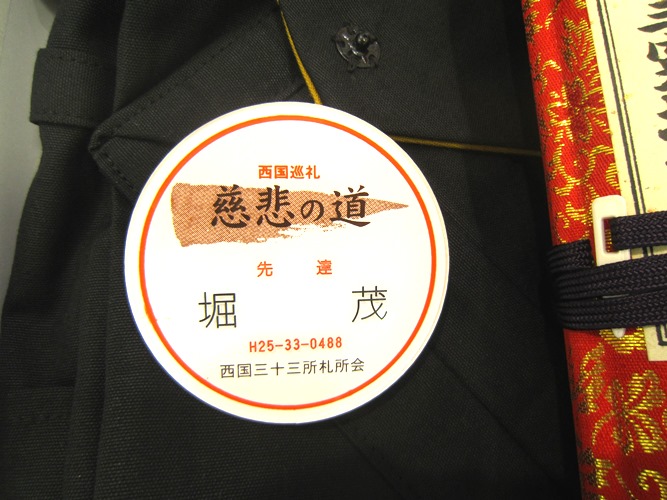 西国巡礼
慈悲の道
先達
堀 茂
H25-33-0488
西国三十三所札所会